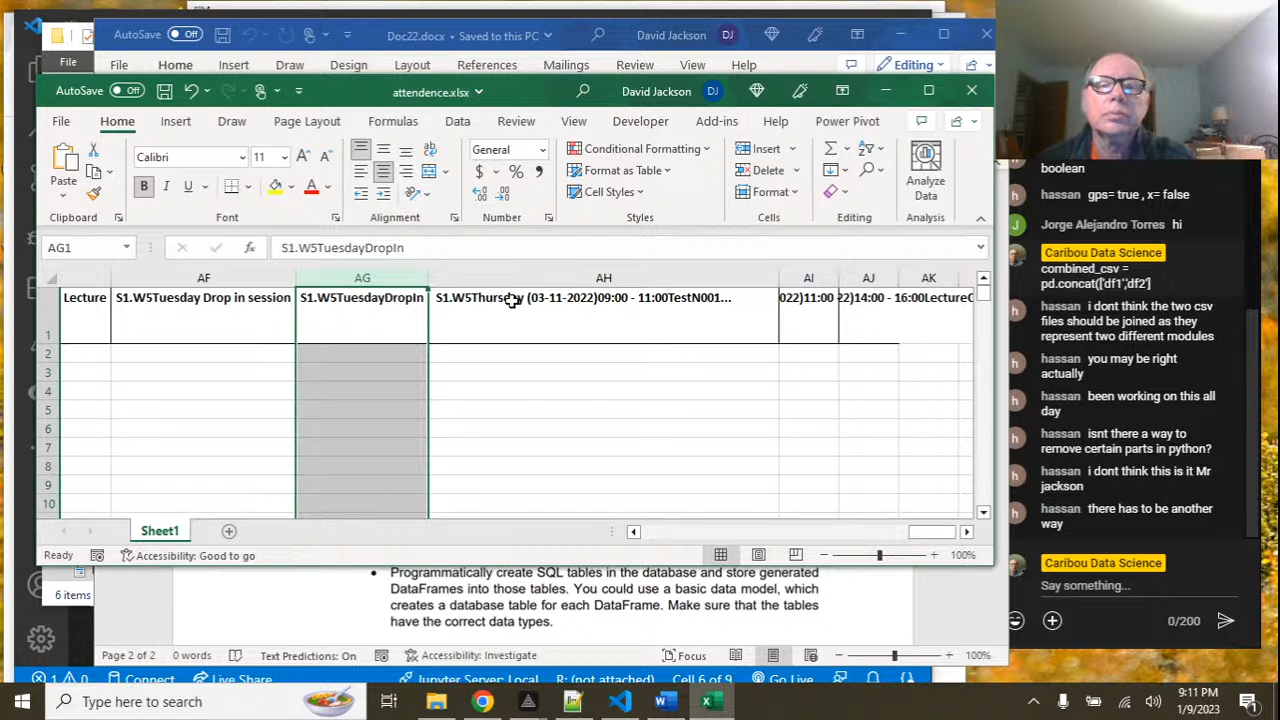 AutoSave Off Doc22.docx - Saved to this PC David Jackson DJ
File File Home Insert Draw Design Layout References Mailings Review View Help Editing
AutoSave Off attendence.xlsx David Jackson DJ
File Home Insert Draw Page Layout Formulas Data Review View Developer Add-ins Help Power Pivot
Paste Calibri 11 General Conditional Formatting Insert
B I U A Format as Table Delete Analyze
Data
Cell Styles Format
Clipboard Font Alignment Number Styles Cells Editing Analysis
AG1 fx S1.W5TuesdayDropIn
AF AG AH AI AJ AK
1 Lecture S1.W5Tuesday Drop in session S1.W5TuesdayDropIn S1.W5Thursday (03-11-2022)09:00 - 11:00TestN001... 022)11:00 22)14:00 - 16:00LectureC
2
3
4
5
6
7
8
9
10
Sheet1
Ready Accessibility: Good to go 100%
6 items
• Programmatically create SQL tables in the database and store generated
DataFrames into those tables. You could use a basic data model, which
creates a database table for each DataFrame. Make sure that the tables
have the correct data types.
Page 2 of 2 0 words Text Predictions: On Accessibility: Investigate Focus 100%
1 0 Connect Live Share Jupyter Server: Local R: (not attached) Cell 6 of 9 Go Live
Type here to search
9:11 PM
1/9/2023
1
boolean
hassan gps= true , x= false
Jorge Alejandro Torres hi
Caribou Data Science
combined_csv =
pd.concat(['df1','df2']
hassan i dont think the two csv
files should be joined as they
represent two different modules
hassan you may be right
actually
hassan been working on this all
day
hassan isnt there a way to
remove certain parts in python?
hassan i dont think this is it Mr
jackson
hassan there has to be another
way
Caribou Data Science
Say something...
0/200